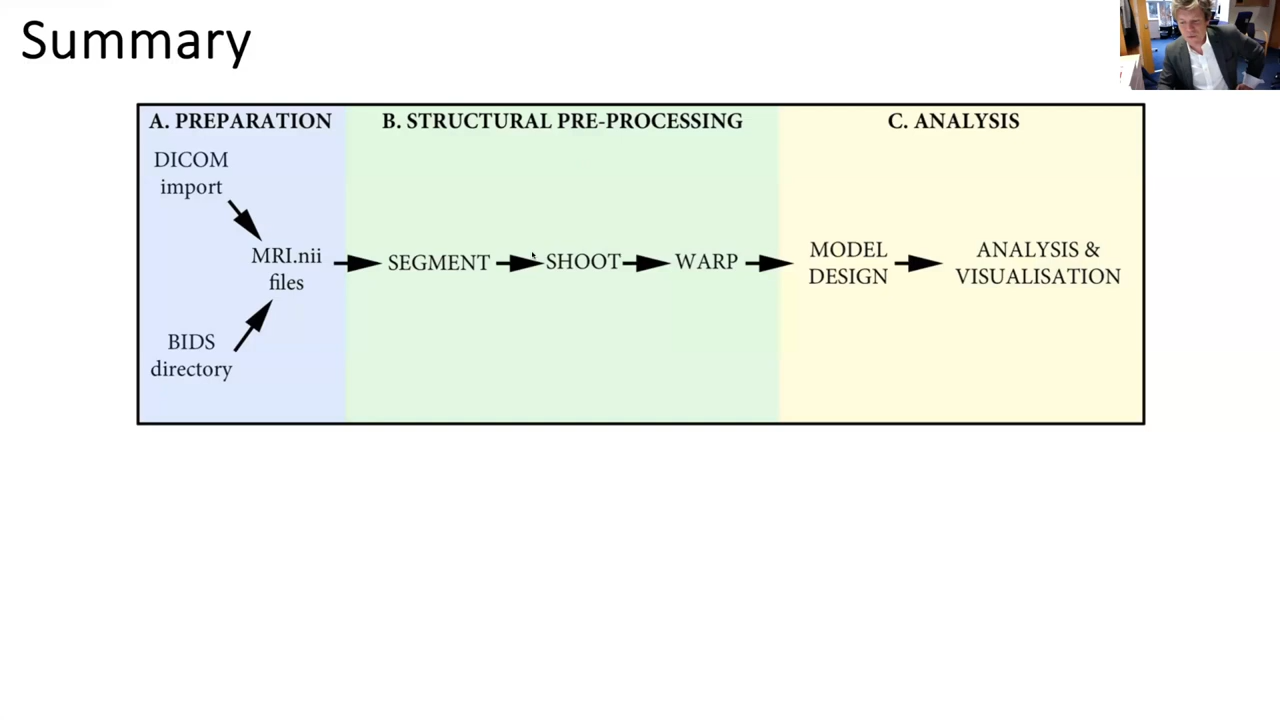 Summary
A. PREPARATION
B. STRUCTURAL PRE-PROCESSING
C. ANALYSIS
DICOM
import
MRI.nii
files
BIDS
directory
SEGMENT
SHOOT
WARP
MODEL
DESIGN
ANALYSIS &
VISUALISATION